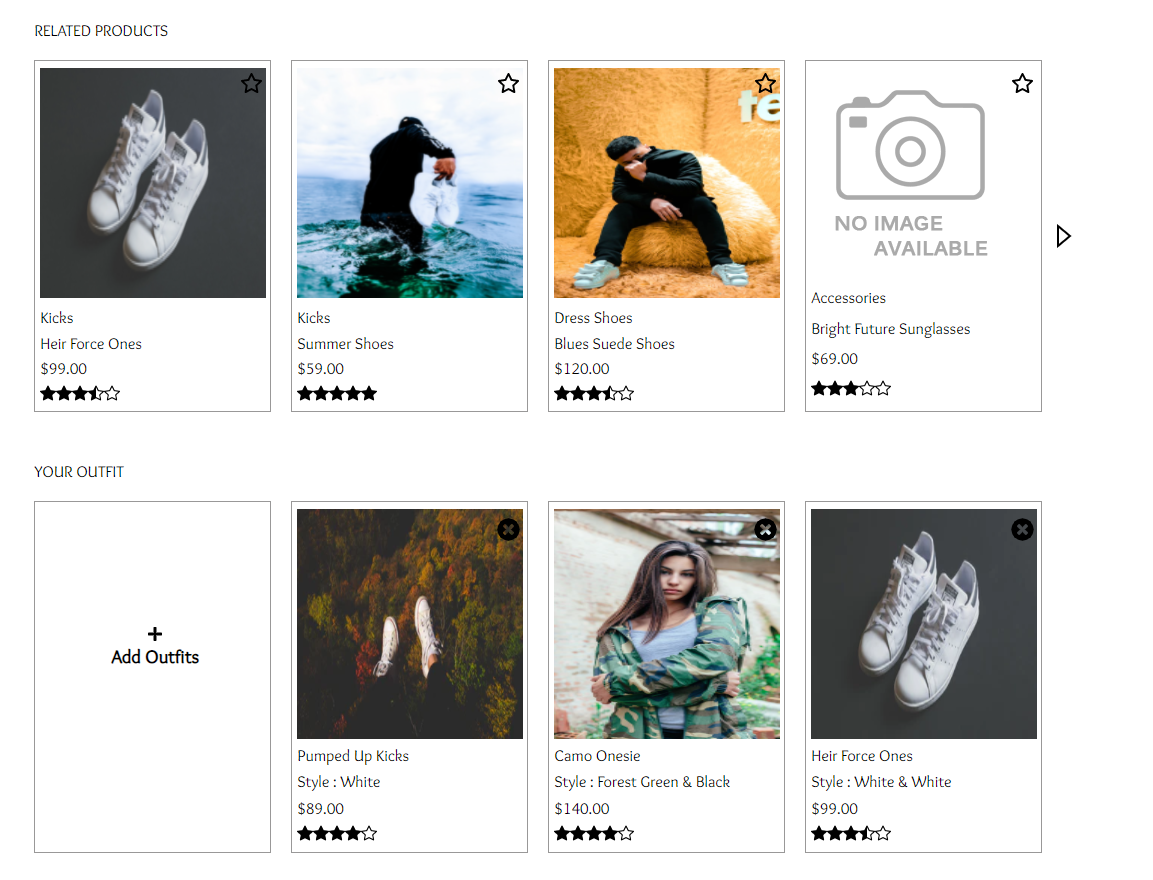 RELATED PRODUCTS
te
Kicks
Heir Force Ones
$99.00
Kicks
Summer Shoes
$59.00
Dress Shoes
Blues Suede Shoes
$120.00
NO IMAGE
AVAILABLE
Accessories
Bright Future Sunglasses
$69.00
YOUR OUTFIT
+
Add Outfits
Pumped Up Kicks
Style : White
$89.00
Camo Onesie
Style : Forest Green & Black
$140.00
Heir Force Ones
Style : White & White
$99.00